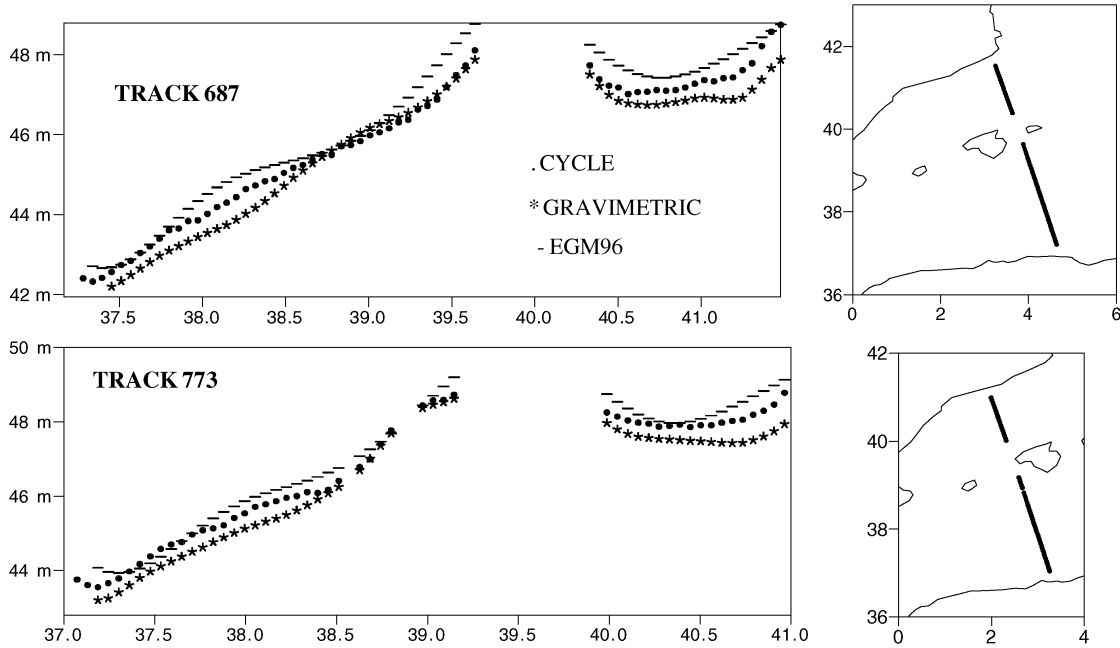 48 m
46 m
44 m
42 m
TRACK 687
.CYCLE
*GRAVIMETRIC
-EGM96
37.5 38.0 38.5 39.0 39.5 40.0 40.5 41.0
42
40
38
36
0 2 4 6
50 m
48 m
46 m
44 m
TRACK 773
37.0 37.5 38.0 38.5 39.0 39.5 40.0 40.5 41.0
42
40
38
36
0 2 4